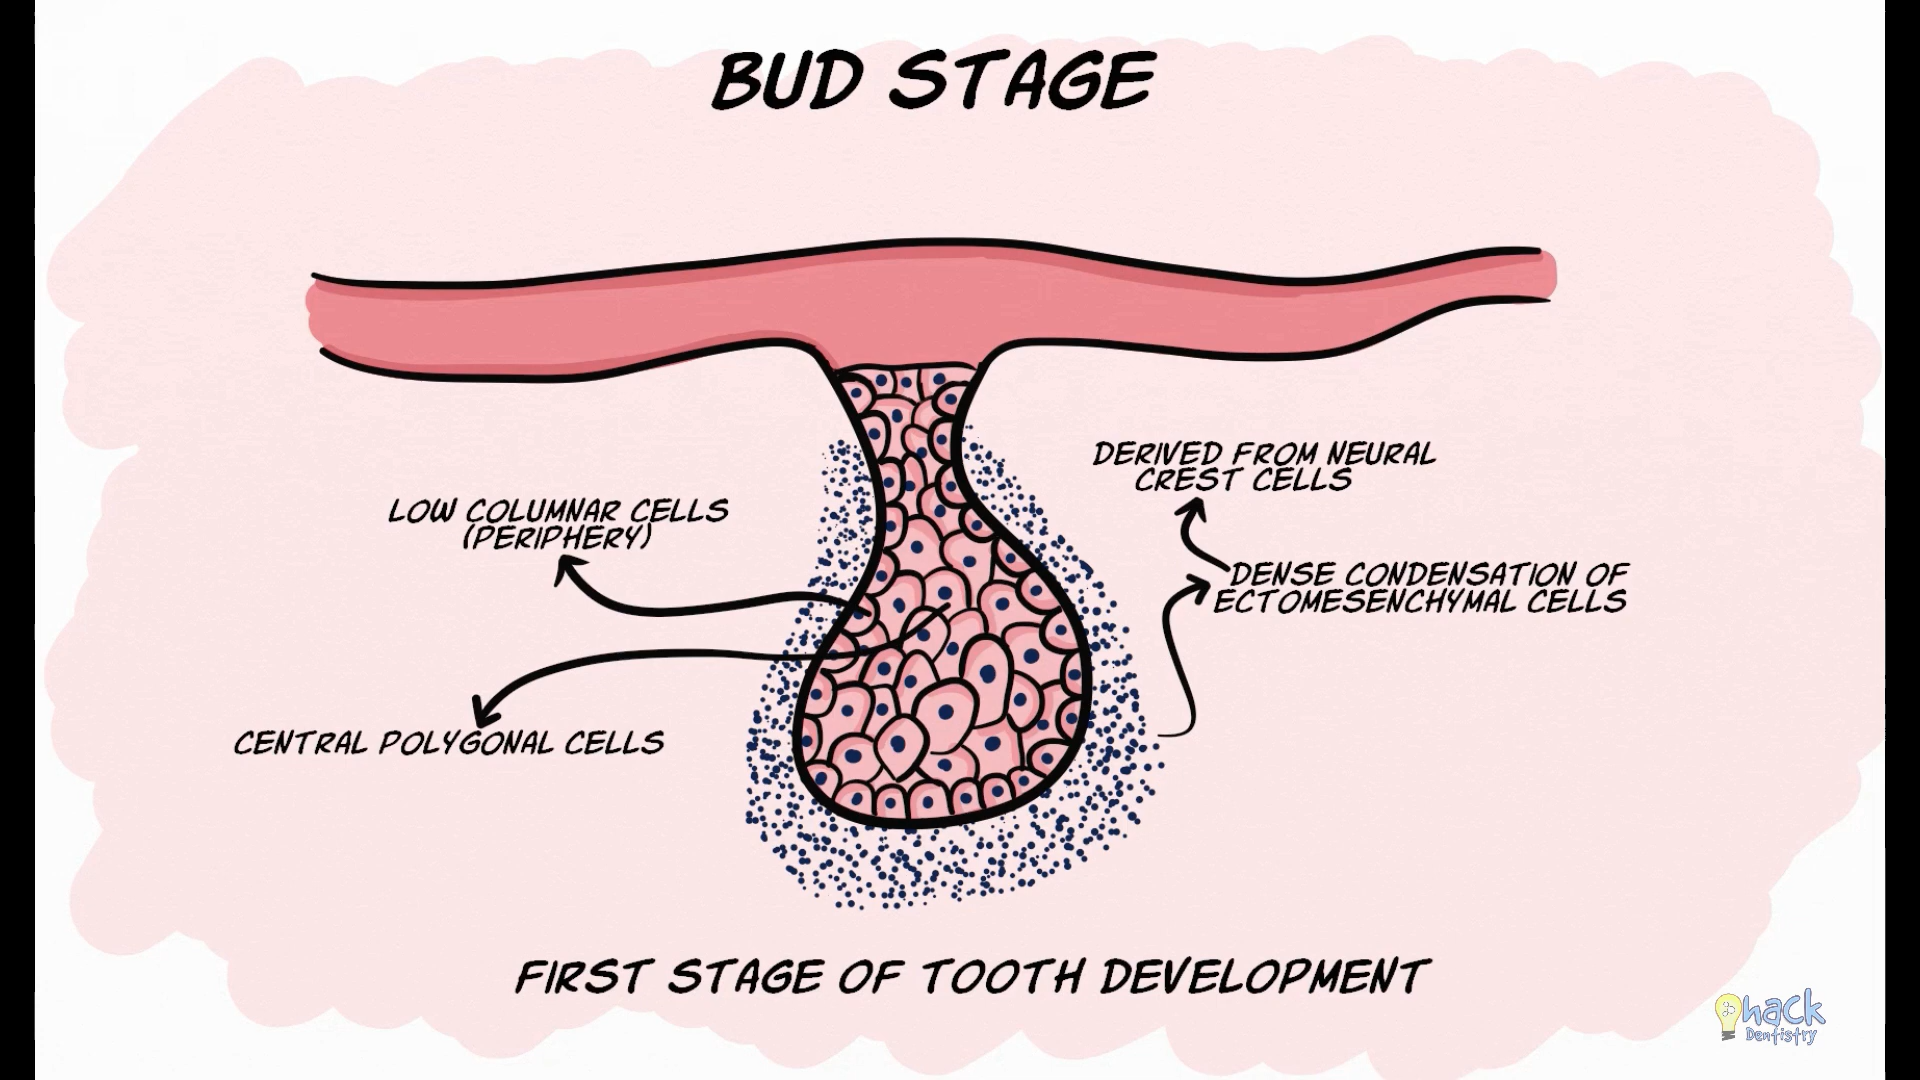 BUD STAGE
DERIVED FROM NEURAL
CREST CELLS
LOW COLUMNAR CELLS
(PERIPHERY)
DENSE CONDENSATION OF
ECTOMESENCHYMAL CELLS
CENTRAL POLYGONAL CELLS
FIRST STAGE OF TOOTH DEVELOPMENT
hack
Dentistry